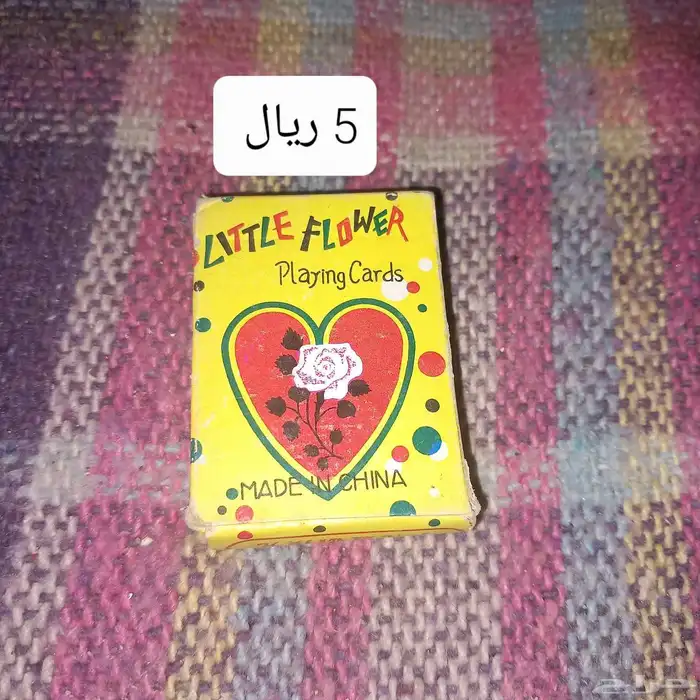 5 ريال
LITTLE FLOWER
Playing Cards
MADE IN CHINA